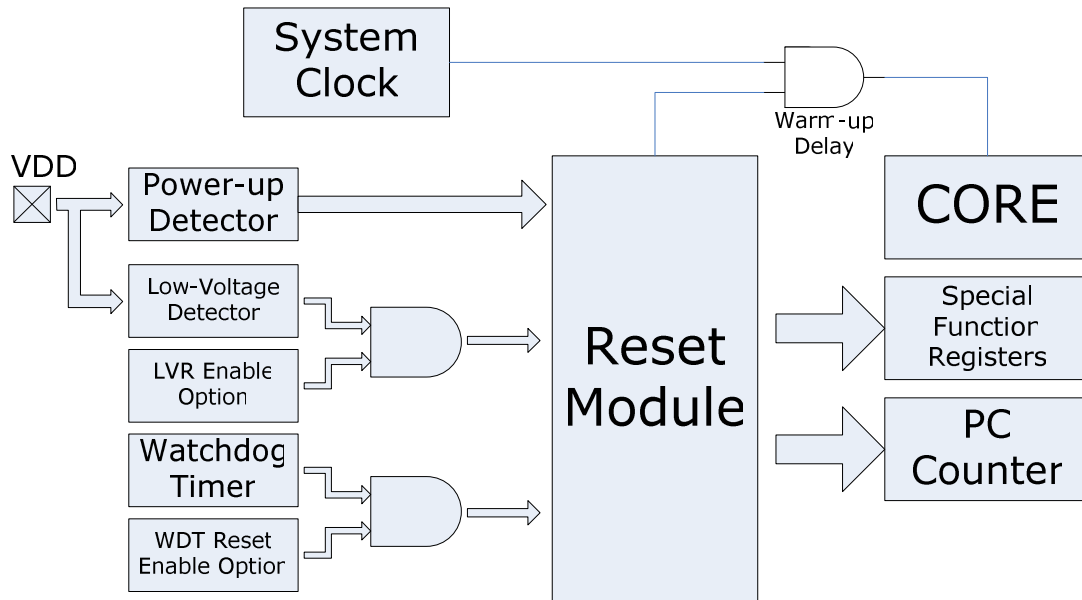 System
Clock
Warm-up
Delay
VDD
Power-up
Detector
CORE
Low-Voltage
Detector
Special
Function
Registers
LVR Enable
Option
Reset
Module
PC
Counter
Watchdog
Timer
WDT Reset
Enable Option